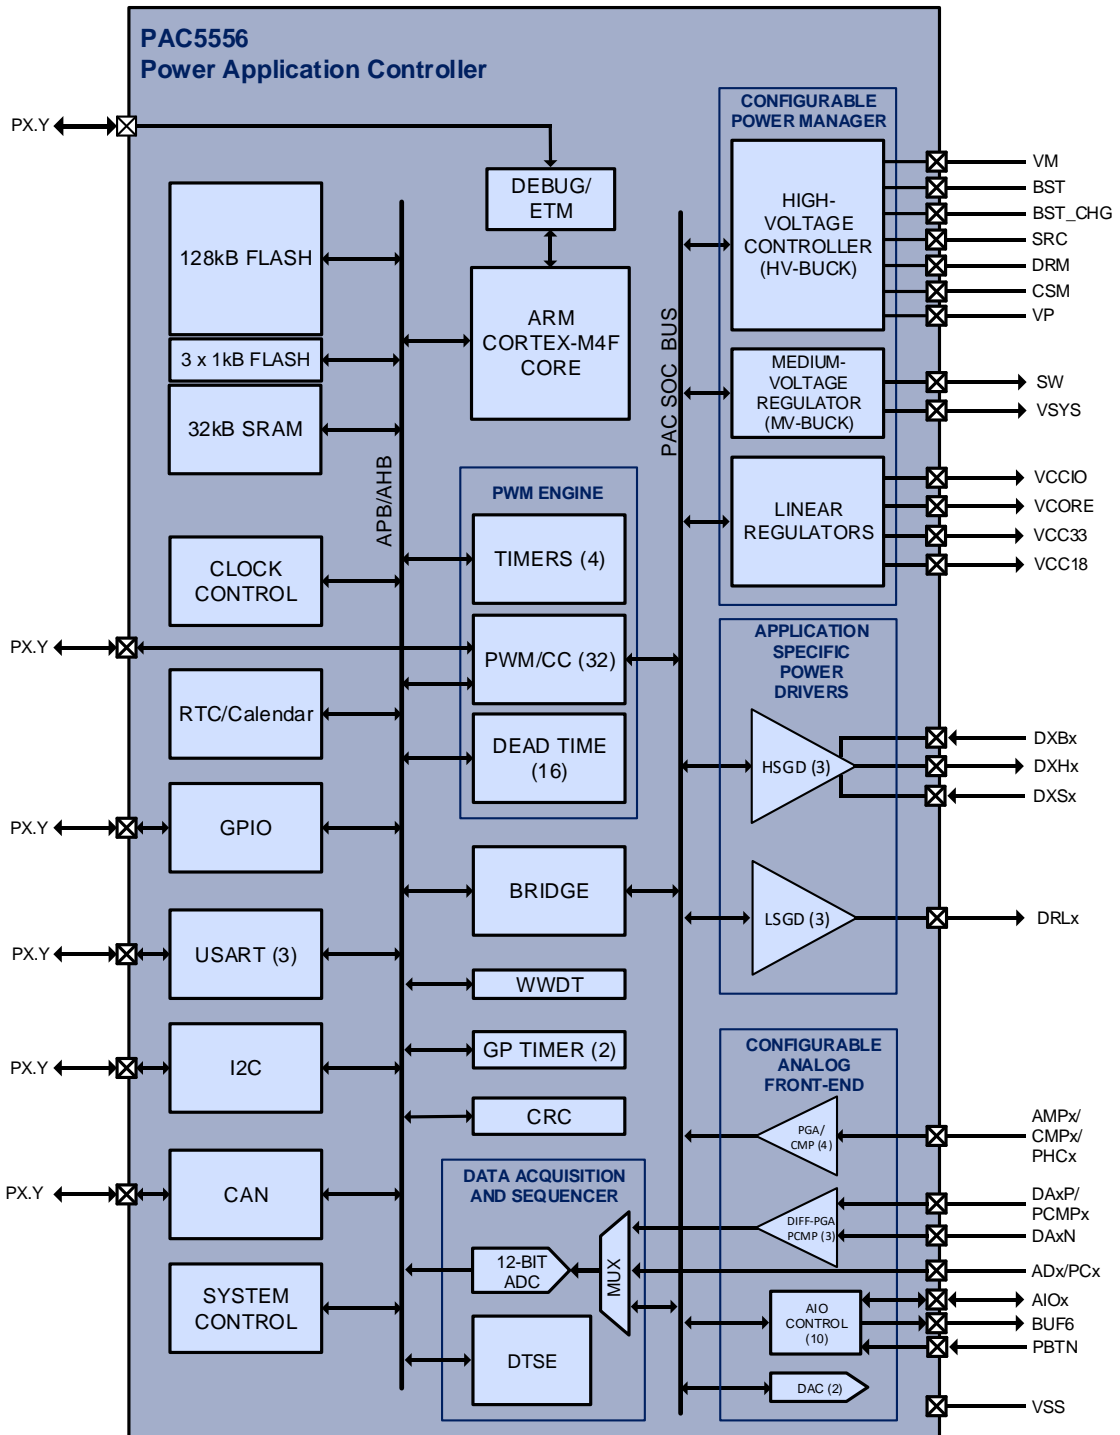 PAC5556
Power Application Controller
PX.Y
DEBUG/
ETM
128kB FLASH
3 x 1kB FLASH
32kB SRAM
ARM
CORTEX-M4F
CORE
APB/AHB
CLOCK
CONTROL
PX.Y
RTC/Calendar
PX.Y
GPIO
PX.Y
USART (3)
PX.Y
I2C
PX.Y
CAN
SYSTEM
CONTROL
PWM ENGINE
TIMERS (4)
PWM/CC (32)
DEAD TIME
(16)
BRIDGE
WWDT
GP TIMER (2)
CRC
DATA ACQUISITION
AND SEQUENCER
12-BIT
ADC
MUX
DTSE
PAC SOC BUS
CONFIGURABLE
POWER MANAGER
HIGH-
VOLTAGE
CONTROLLER
(HV-BUCK)
VM
BST
BST_CHG
SRC
DRM
CSM
VP
MEDIUM-
VOLTAGE
REGULATOR
(MV-BUCK)
SW
VSYS
LINEAR
REGULATORS
VCCIO
VCORE
VCC33
VCC18
APPLICATION
SPECIFIC
POWER
DRIVERS
HSGD (3)
DXBx
DXHx
DXSx
LSGD (3)
DRLx
CONFIGURABLE
ANALOG
FRONT-END
PGA/
CMP (4)
AMPx/
CMPx/
PHCx
DIFF-PGA
PCMP (3)
DAxP/
PCMPx
DAxN
ADx/PCx
AIO
CONTROL
(10)
AIOx
BUF6
PBTN
DAC (2)
VSS